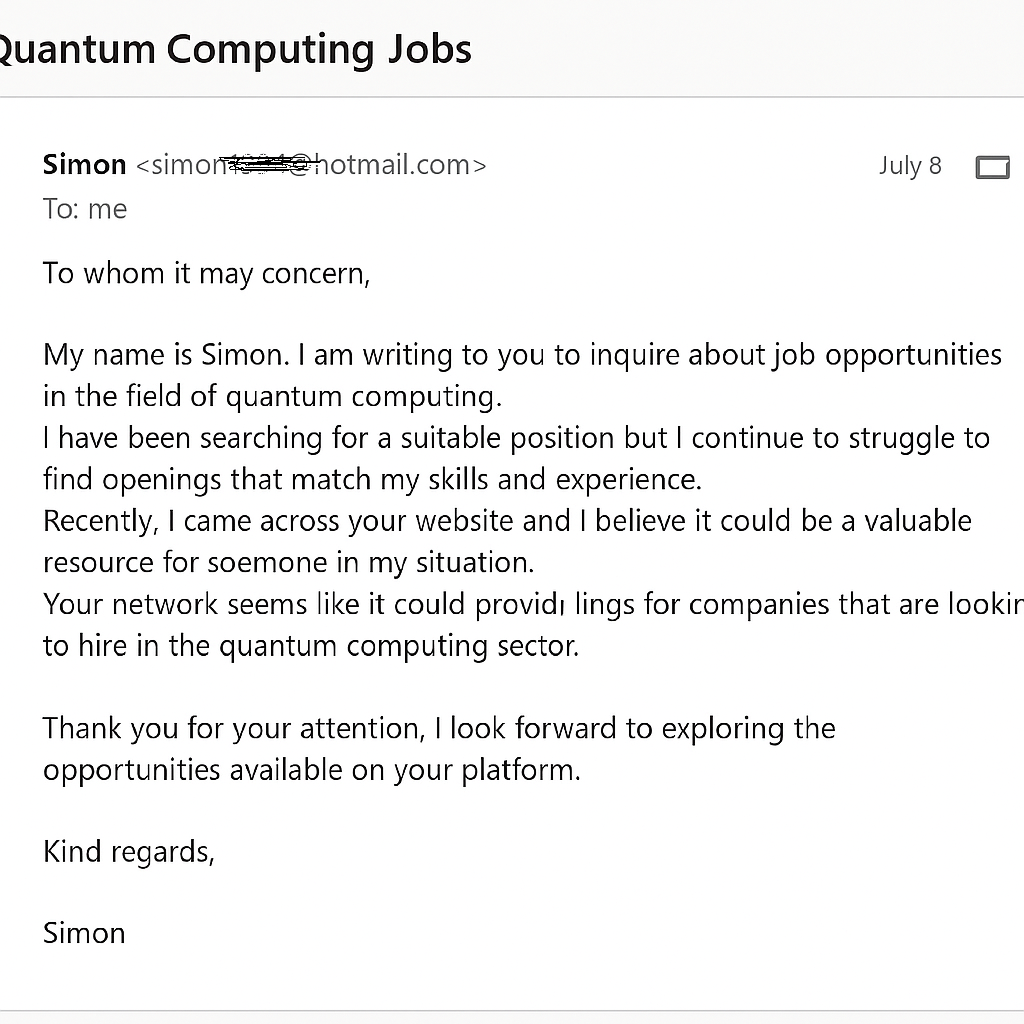 Quantum Computing Jobs
Simon <simon @hotmail.com>
July 8
To: me
To whom it may concern,
My name is Simon. I am writing to you to inquire about job opportunities
in the field of quantum computing.
I have been searching for a suitable position but I continue to struggle to
find openings that match my skills and experience.
Recently, I came across your website and I believe it could be a valuable
resource for soemone in my situation.
Your network seems like it could lings for companies that are
to hire in the quantum computing sector.
Thank you for your attention, I look forward to exploring the
opportunities available on your platform.
Kind regards,
Simon